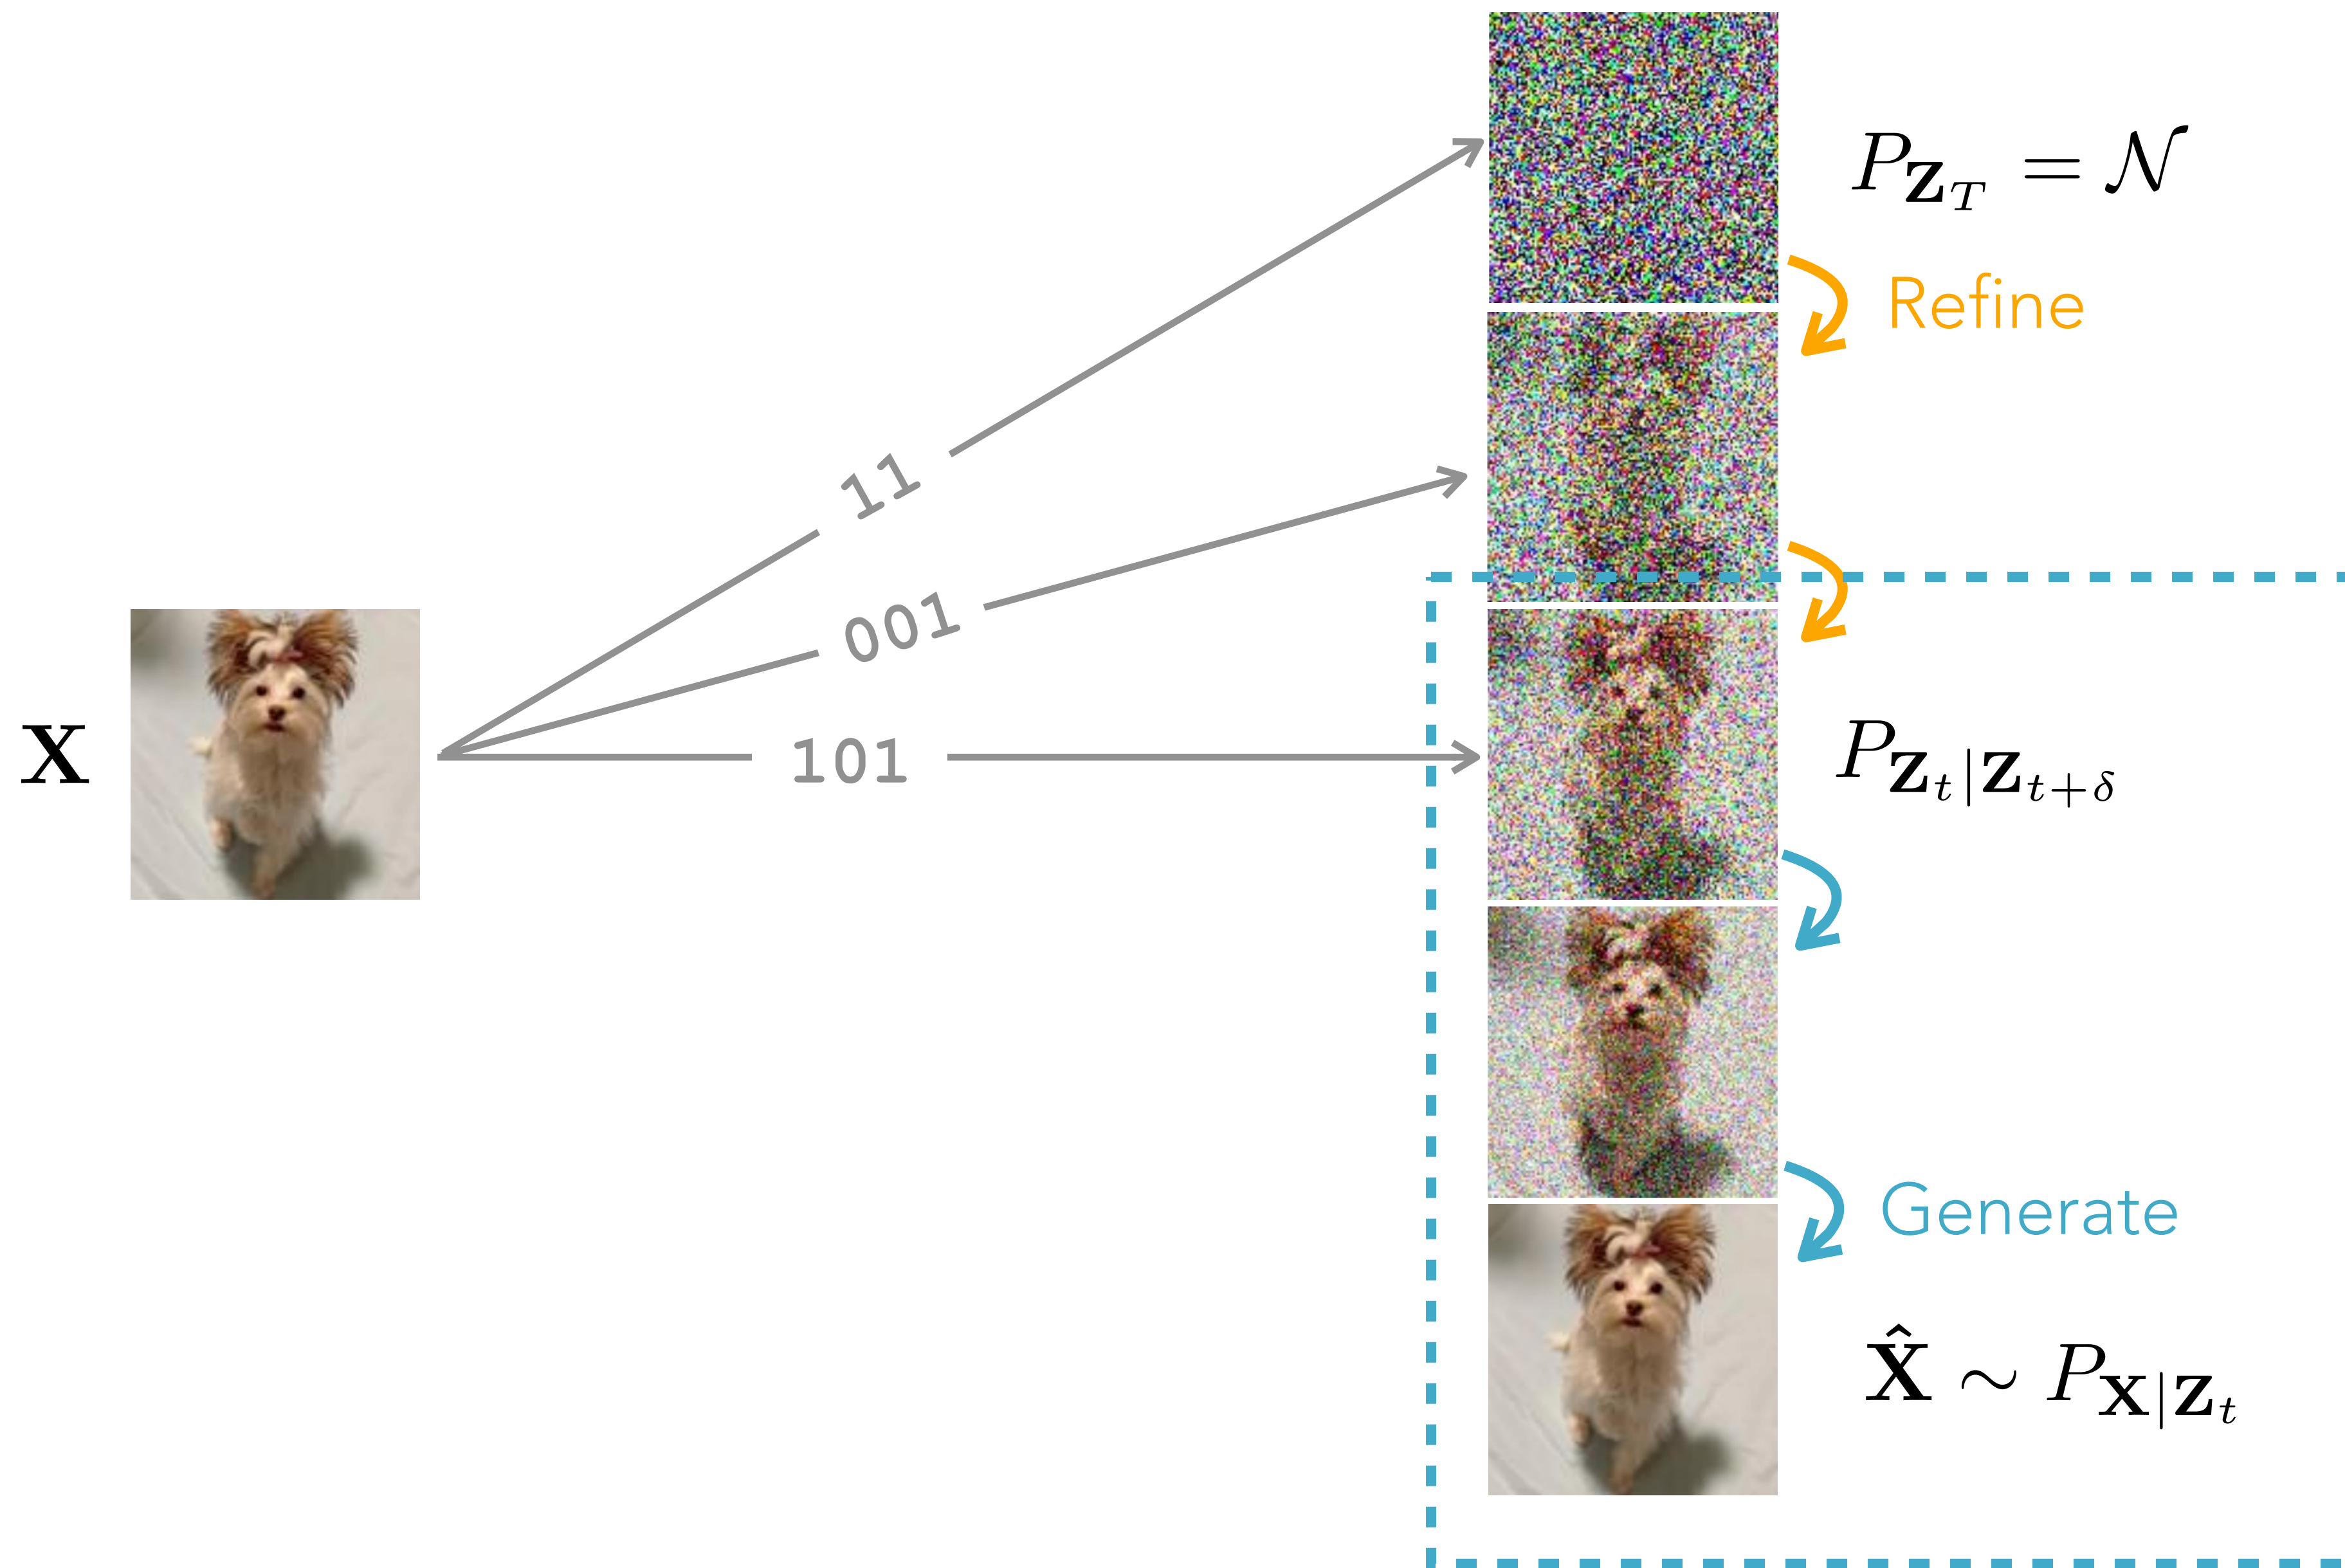 P_{Z_T} = 𝒩
Refine
11
001
X
101
P_{Z_t|Z_{t+δ}}
Generate
X̂ ∼ P_{X|Z_t}